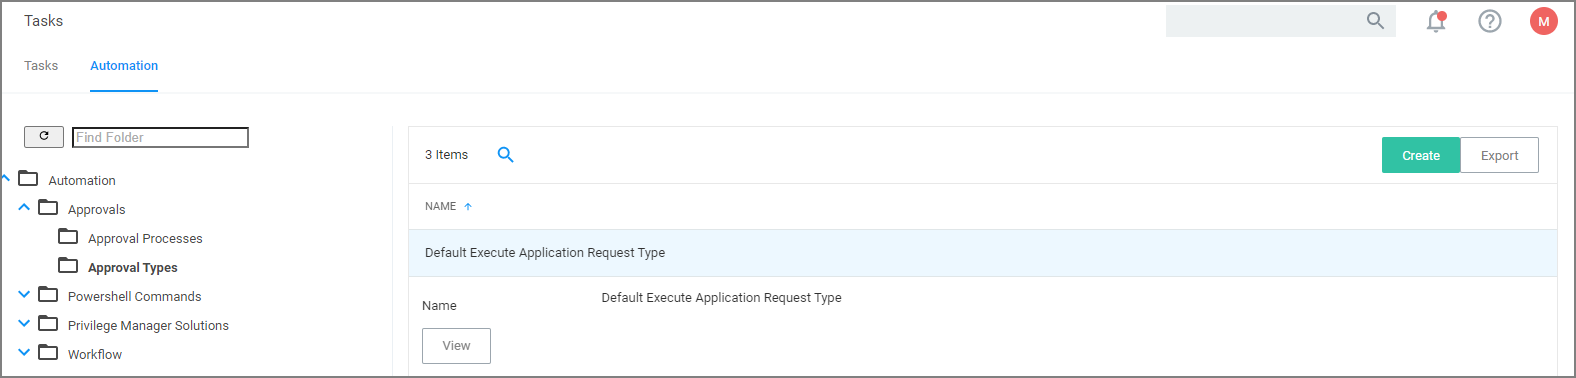 Tasks
M
Tasks Automation
Find Folder
3 Items
Create Export
Automation
NAME
Approvals
Approval Processes
Default Execute Application Request Type
Approval Types
Powershell Commands
Default Execute Application Request Type
Name
Privilege Manager Solutions
View
Workflow